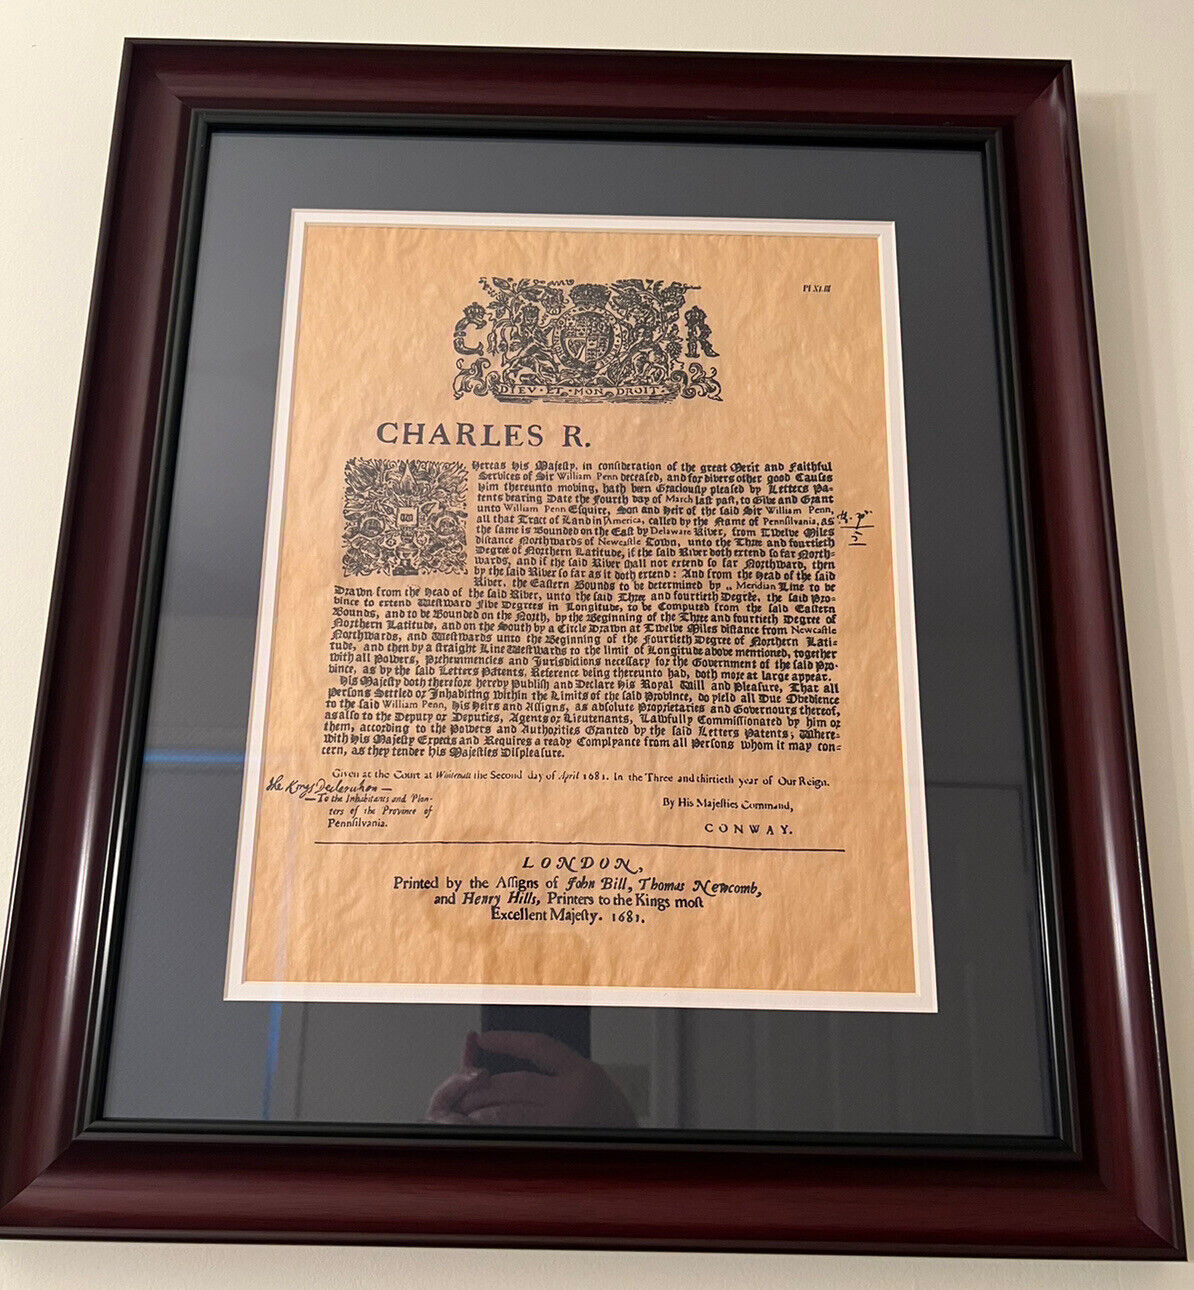 Pl XLIII
C R
DIEV·ET·MON DROIT
CHARLES R.
WHereas His Majeſty, in conſideration of the great Merit and Faithful
Services of Sir William Penn deceaſed, and for divers other good Cauſes
Him thereunto moving, hath been Graciouſly pleaſed by Letters Pa-
tents bearing Date the Fourth day of March laſt paſt, to Give and Grant
unto William Penn Eſquire, Son and Heir of the ſaid Sir William Penn,
all that Tract of Land in America, called by the Name of Pennſilvania, as
the ſame is Bounded on the Eaſt by Delaware River, from Twelve Miles
diſtance Northwards of Newcaſtle Town, unto the Three and fourtieth
Degree of Northern Latitude, if the ſaid River doth extend ſo far North-
wards, and if the ſaid River ſhall not extend ſo far Northward, then
by the ſaid River ſo far as it doth extend: And from the Head of the ſaid
River, the Eaſtern Bounds to be determined by Meridian Line to be
Drawn from the Head of the ſaid River, unto the ſaid Three and fourtieth Degree, the ſaid Pro-
vince to extend Weſtward Five Degrees in Longitude, to be Computed from the ſaid Eaſtern
Bounds, and to be Bounded on the North, by the Beginning of the Three and fourtieth Degree of
Northern Latitude, and on the South by a Circle Drawn at Twelve Miles diſtance from Newcaſtle
Northwards, and Weſtwards unto the Beginning of the Fourtieth Degree of Northern Lati-
tude, and then by a ſtraight Line Weſtwards to the limit of Longitude above mentioned, together
with all Powers, Preheminencies and Juriſdictions neceſſary for the Government of the ſaid Pro-
vince, as by the ſaid Letters Patents, Reference being thereunto had, doth more at large appear.
His Majeſty doth therefore hereby Publiſh and Declare His Royal Will and Pleaſure, That all
Perſons Settled or Inhabiting within the Limits of the ſaid Province, do yield all Due Obedience
to the ſaid William Penn, His Heirs and Aſſigns, as abſolute Proprietaries and Governours thereof,
as alſo to the Deputy or Deputies, Agents or Lieutenants, Lawfully Commiſſionated by him or
them, according to the Powers and Authorities Granted by the ſaid Letters Patents; Where-
with His Majeſty Expects and Requires a ready Complyance from all Perſons whom it may con-
cern, as they tender His Majeſties Diſpleaſure.
Given at the Court at Whitehall the Second day of April 1681. In the Three and thirtieth year of Our Reign.
The Kings Declaration —
— To the Inhabitants and Plan-
ters of the Province of
Pennſilvania.
By His Majeſties Command,
CONWAY.
LONDON,
Printed by the Aſſigns of John Bill, Thomas Newcomb,
and Henry Hills, Printers to the Kings moſt
Excellent Majeſty. 1681.